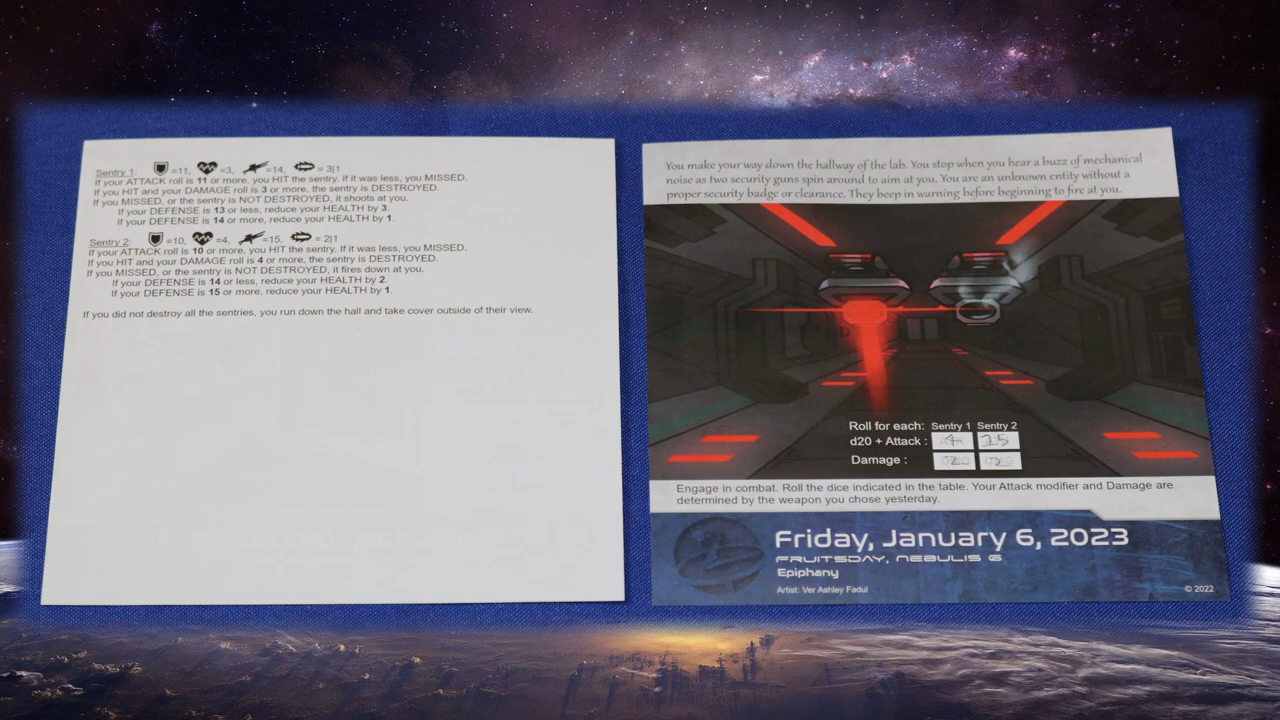 Sentry 1: =11, =3, =14, = 3|1
If your ATTACK roll is 11 or more, you HIT the sentry. If it was less, you MISSED.
If you HIT and your DAMAGE roll is 3 or more, the sentry is DESTROYED.
If you MISSED, or the sentry is NOT DESTROYED, it shoots at you.
If your DEFENSE is 13 or less, reduce your HEALTH by 3.
If your DEFENSE is 14 or more, reduce your HEALTH by 1.
Sentry 2: =10, =4, =15, = 2|1
If your ATTACK roll is 10 or more, you HIT the sentry. If it was less, you MISSED.
If you HIT and your DAMAGE roll is 4 or more, the sentry is DESTROYED.
If you MISSED, or the sentry is NOT DESTROYED, it fires down at you.
If your DEFENSE is 14 or less, reduce your HEALTH by 2.
If your DEFENSE is 15 or more, reduce your HEALTH by 1.
If you did not destroy all the sentries, you run down the hall and take cover outside of their view.
You make your way down the hallway of the lab. You stop when you hear a buzz of mechanical
noise as two security guns spin around to aim at you. You are an unknown entity without a
proper security badge or clearance. They beep in warning before beginning to fire at you.
Roll for each: Sentry 1 Sentry 2
d20 + Attack : 4 15
Damage : 2 2
Engage in combat. Roll the dice indicated in the table. Your Attack modifier and Damage are
determined by the weapon you chose yesterday.
Friday, January 6, 2023
FRUITSDAY, NEBULIS 6
Epiphany
Artist: Ver Ashley Fadul
© 2022